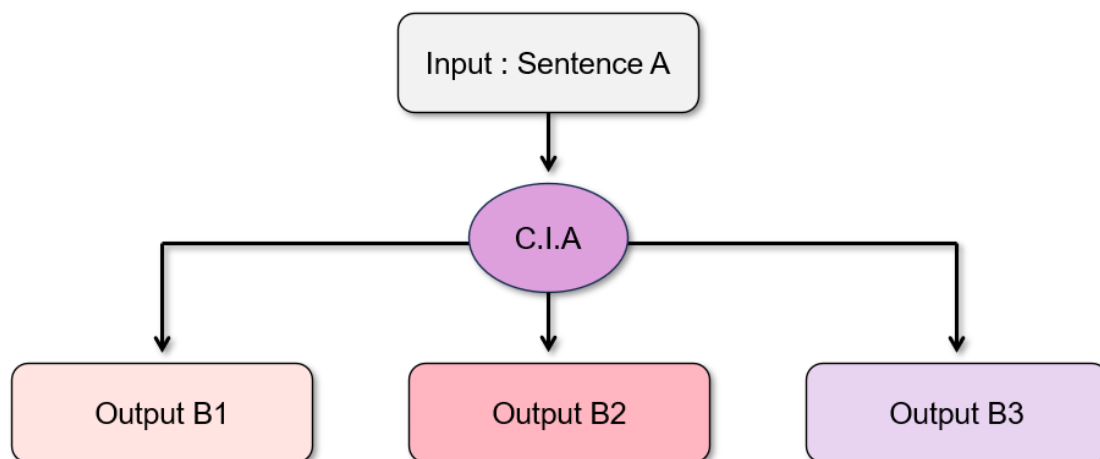 Input : Sentence A
C.I.A
Output B1
Output B2
Output B3